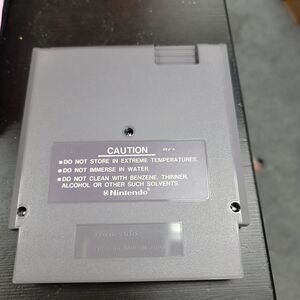 CAUTION
REV-A
•DO NOT STORE IN EXTREME TEMPERATURES.
•DO NOT IMMERSE IN WATER.
•DO NOT CLEAN WITH BENZENE, THINNER,
ALCOHOL OR OTHER SUCH SOLVENTS.
Nintendo®